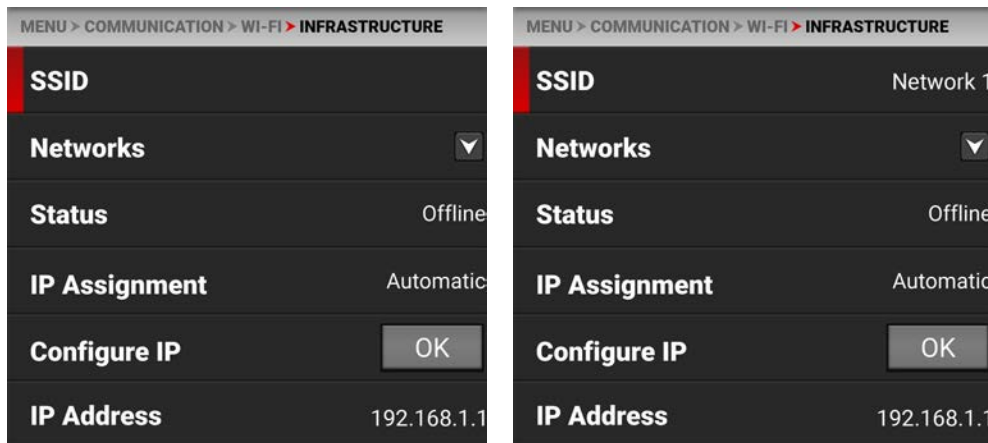 MENU > COMMUNICATION > WI-FI > INFRASTRUCTURE
SSID
Networks
Status Offline
IP Assignment Automatic
Configure IP OK
IP Address 192.168.1.1
MENU > COMMUNICATION > WI-FI > INFRASTRUCTURE
SSID Network 1
Networks
Status Offline
IP Assignment Automatic
Configure IP OK
IP Address 192.168.1.1